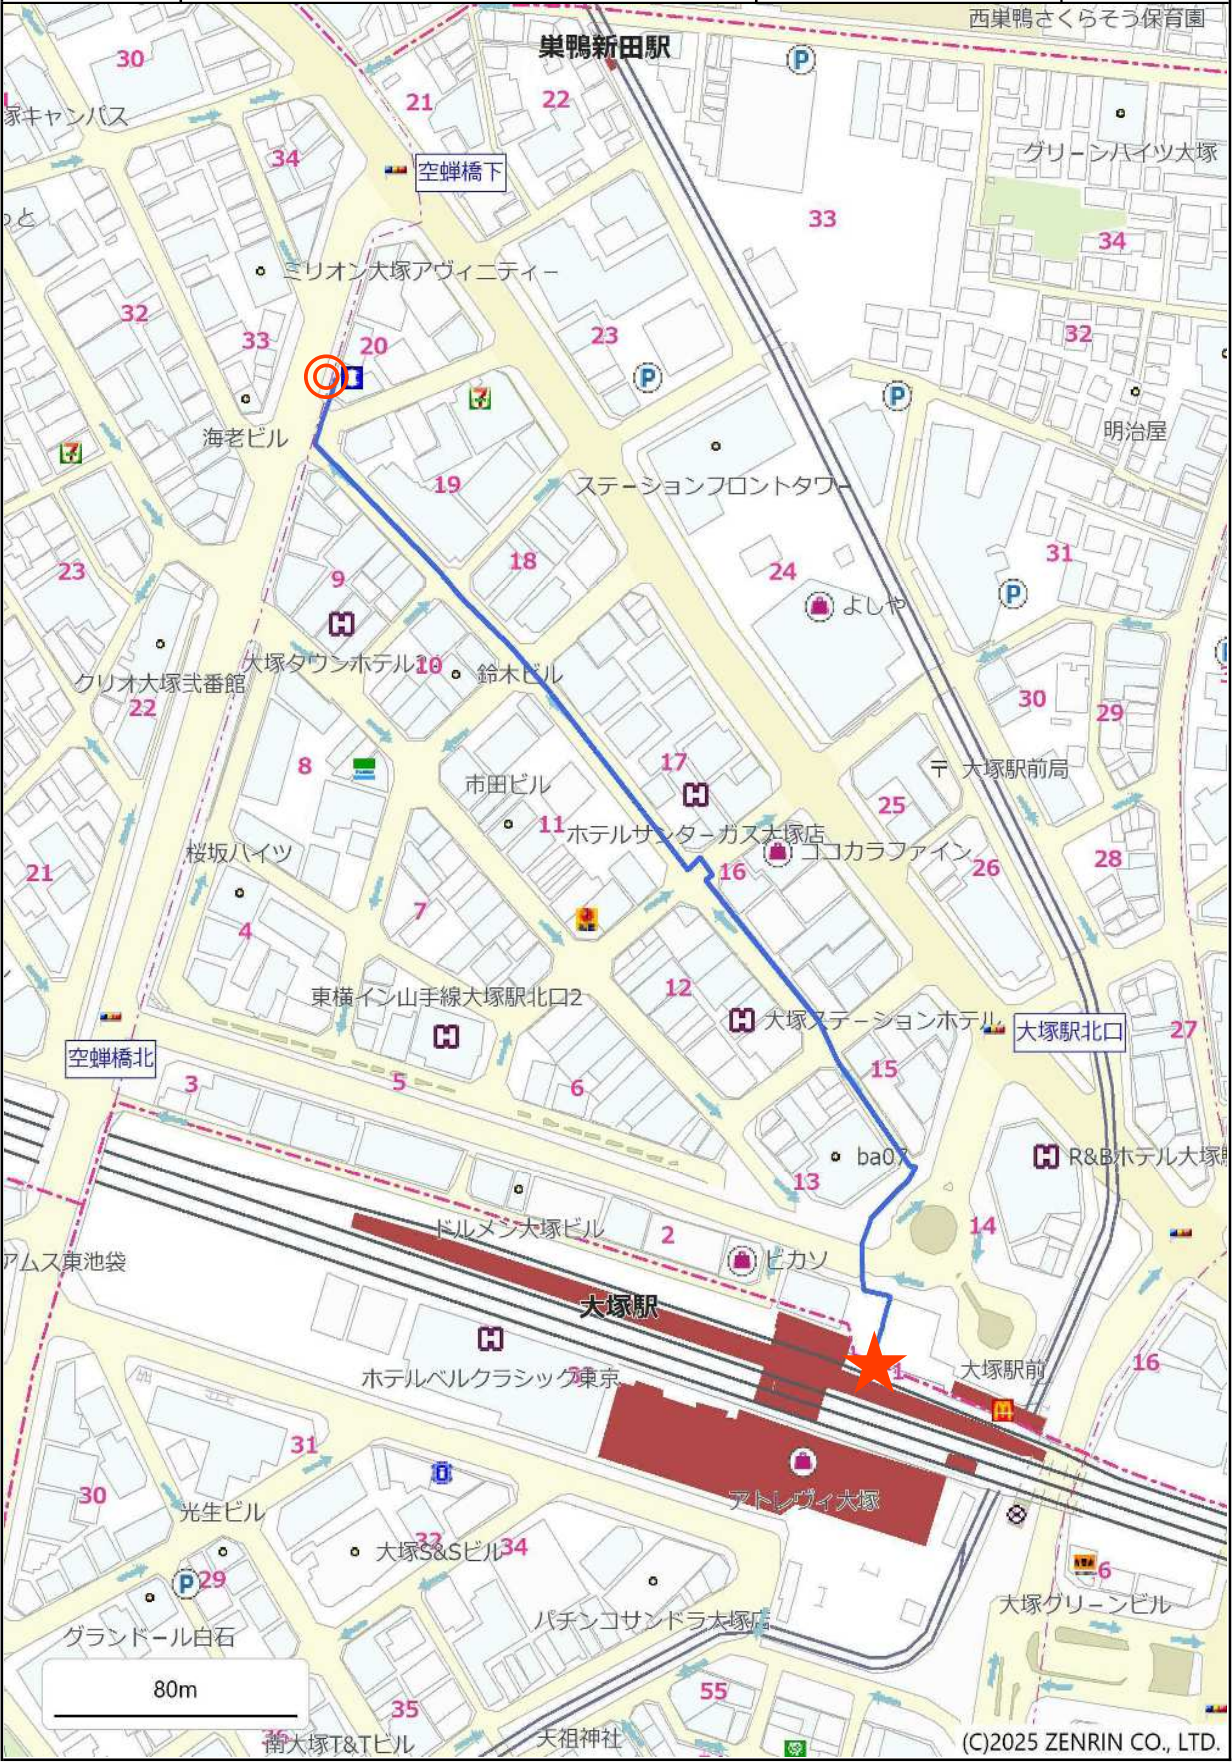 西巣鴨さくらそう保育園
巣鴨新田駅
P
30
21
22
塚キャンパス
グリーンハイツ大塚
34
空蝉橋下
っと
33
34
ミリオン大塚アヴィニティー
32
33
20
23
32
P
P
7
海老ビル
明治屋
7
19
ステーションフロントタワー
18
31
23
9
24
P
よしや
H
大塚タウンホテル
10
鈴木ビル
クリオ大塚弐番館
22
30
29
8
17
〒 大塚駅前局
市田ビル
H
25
11
ホテルサンターガス大塚店
桜坂ハイツ
ココカラファイン
21
16
26
28
7
4
東横イン山手線大塚駅北口2
12
H
大塚ステーションホテル
大塚駅北口
27
H
空蝉橋北
3
5
6
15
ba07
H
R&Bホテル大塚
13
ドルメン大塚ビル
2
14
アムス東池袋
ピカソ
大塚駅
H
ホテルベルクラシック東京
1
大塚駅前
16
31
アトレヴィ大塚
30
光生ビル
32
大塚S&Sビル
34
P
29
6
大塚グリーンビル
グランドール白石
パチンコサンドラ大塚店
80m
35
55
36
南大塚T&Tビル
天祖神社
(C)2025 ZENRIN CO., LTD.